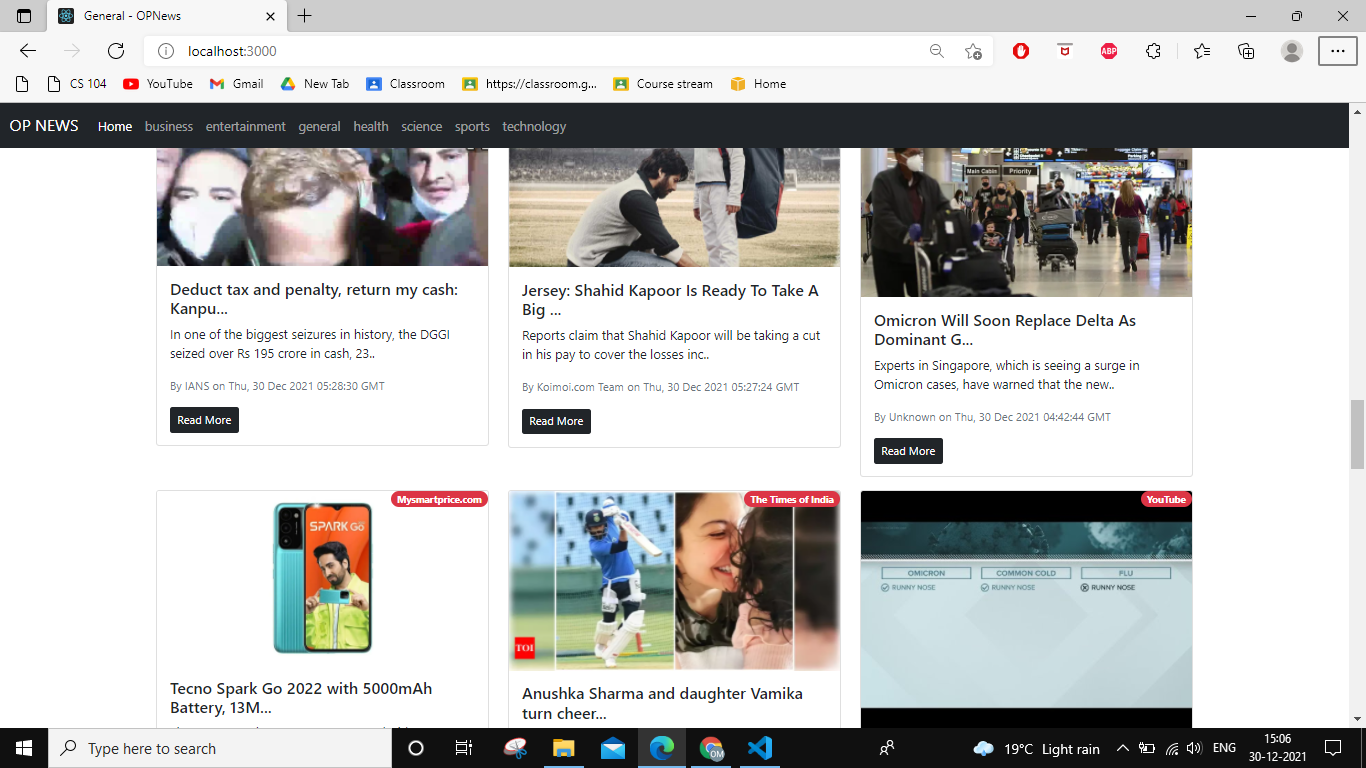 General - OPNews
localhost:3000
CS 104
YouTube
Gmail
New Tab
Classroom
https://classroom.g...
Course stream
Home
OP NEWS
Home
business
entertainment
general
health
science
sports
technology
Main Cabin
Priority
Deduct tax and penalty, return my cash:
Kanpu...
In one of the biggest seizures in history, the DGGI
seized over Rs 195 crore in cash, 23..
By IANS on Thu, 30 Dec 2021 05:28:30 GMT
Read More
Jersey: Shahid Kapoor Is Ready To Take A
Big ...
Reports claim that Shahid Kapoor will be taking a cut
in his pay to cover the losses inc..
By Koimoi.com Team on Thu, 30 Dec 2021 05:27:24 GMT
Read More
Omicron Will Soon Replace Delta As
Dominant G...
Experts in Singapore, which is seeing a surge in
Omicron cases, have warned that the new..
By Unknown on Thu, 30 Dec 2021 04:42:44 GMT
Read More
Mysmartprice.com
SPARK GO
Tecno Spark Go 2022 with 5000mAh
Battery, 13M...
The Times of India
TOI
Anushka Sharma and daughter Vamika
turn cheer...
YouTube
OMICRON
COMMON COLD
FLU
RUNNY NOSE
RUNNY NOSE
RUNNY NOSE
Type here to search
19°C Light rain
ENG
15:06
30-12-2021
ABP
OM